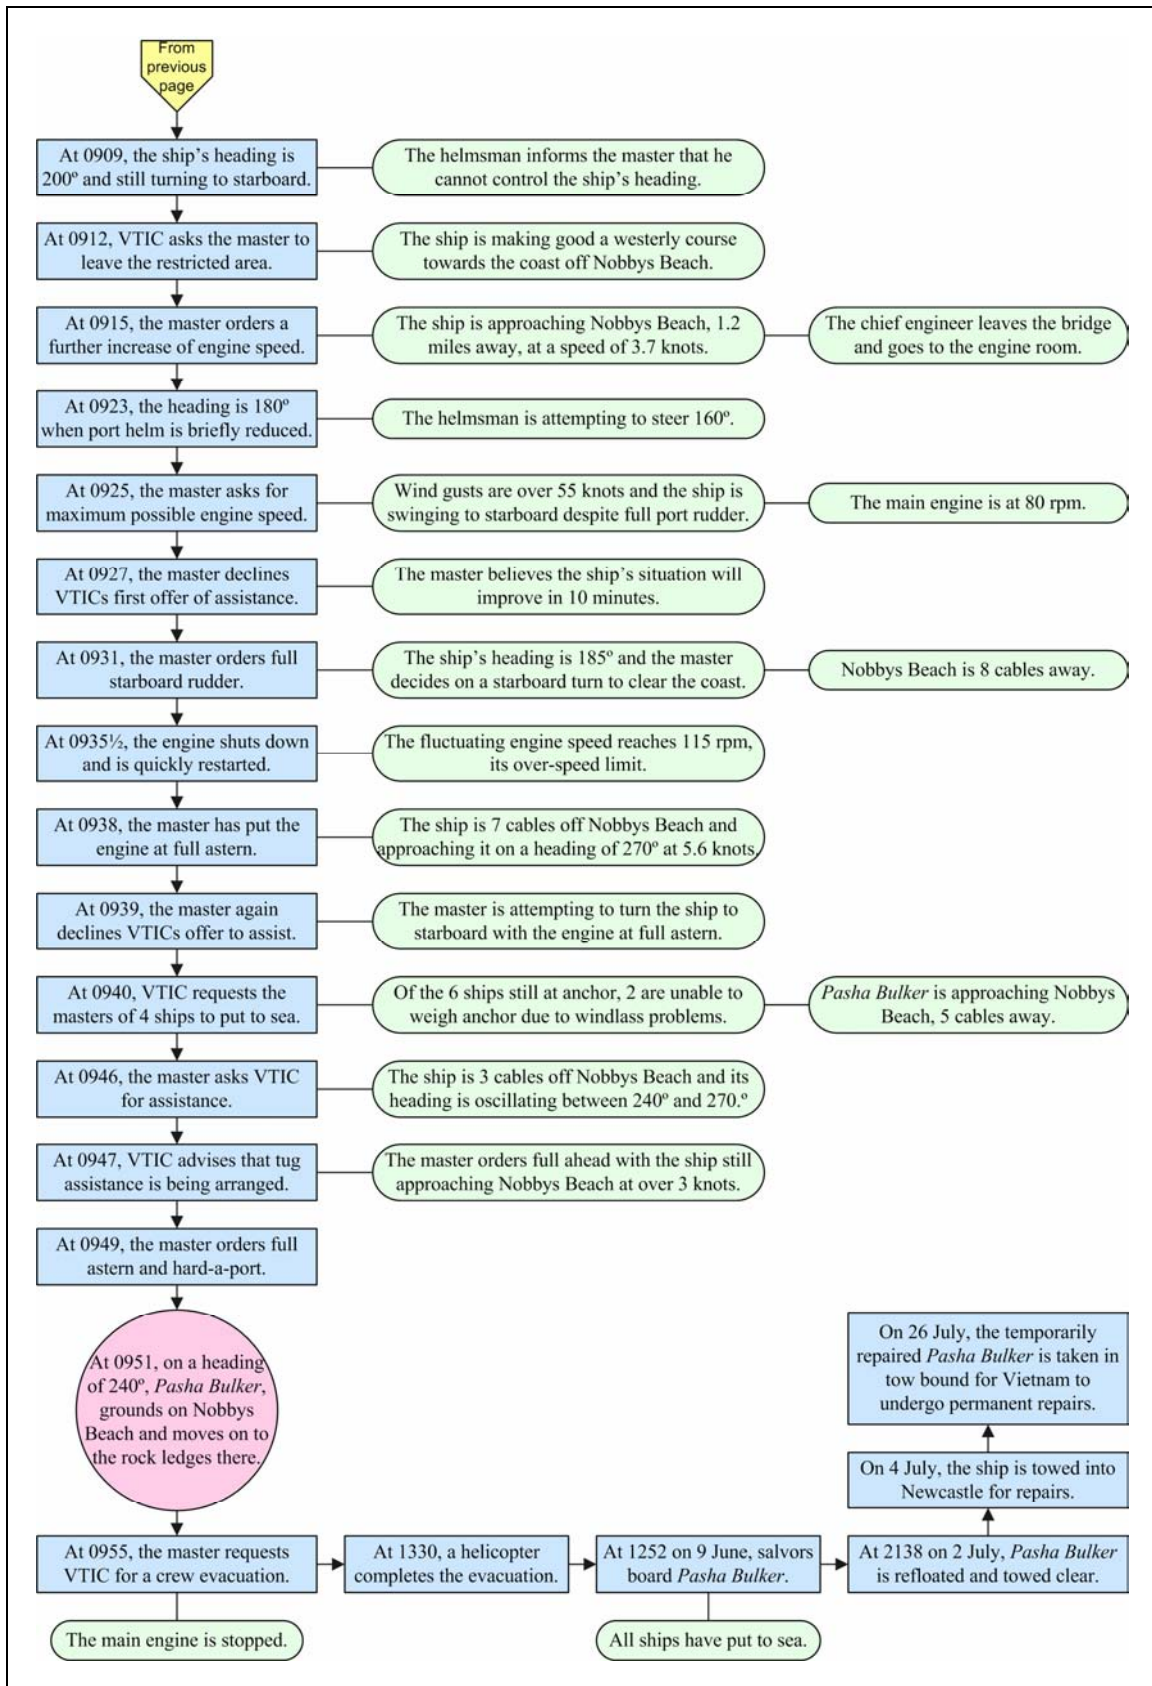 From
previous
page
At 0909, the ship's heading is
200º and still turning to starboard.
The helmsman informs the master that he
cannot control the ship's heading.
At 0912, VTIC asks the master to
leave the restricted area.
The ship is making good a westerly course
towards the coast off Nobbys Beach.
At 0915, the master orders a
further increase of engine speed.
The ship is approaching Nobbys Beach, 1.2
miles away, at a speed of 3.7 knots.
The chief engineer leaves the bridge
and goes to the engine room.
At 0923, the heading is 180º
when port helm is briefly reduced.
The helmsman is attempting to steer 160º.
At 0925, the master asks for
maximum possible engine speed.
Wind gusts are over 55 knots and the ship is
swinging to starboard despite full port rudder.
The main engine is at 80 rpm.
At 0927, the master declines
VTICs first offer of assistance.
The master believes the ship's situation will
improve in 10 minutes.
At 0931, the master orders full
starboard rudder.
The ship's heading is 185º and the master
decides on a starboard turn to clear the coast.
Nobbys Beach is 8 cables away.
At 0935½, the engine shuts down
and is quickly restarted.
The fluctuating engine speed reaches 115 rpm,
its over-speed limit.
At 0938, the master has put the
engine at full astern.
The ship is 7 cables off Nobbys Beach and
approaching it on a heading of 270º at 5.6 knots.
At 0939, the master again
declines VTICs offer to assist.
The master is attempting to turn the ship to
starboard with the engine at full astern.
At 0940, VTIC requests the
masters of 4 ships to put to sea.
Of the 6 ships still at anchor, 2 are unable to
weigh anchor due to windlass problems.
Pasha Bulker is approaching Nobbys
Beach, 5 cables away.
At 0946, the master asks VTIC
for assistance.
The ship is 3 cables off Nobbys Beach and its
heading is oscillating between 240º and 270.º
At 0947, VTIC advises that tug
assistance is being arranged.
The master orders full ahead with the ship still
approaching Nobbys Beach at over 3 knots.
At 0949, the master orders full
astern and hard-a-port.
At 0951, on a heading
of 240º, Pasha Bulker,
grounds on Nobbys
Beach and moves on to
the rock ledges there.
On 26 July, the temporarily
repaired Pasha Bulker is taken in
tow bound for Vietnam to
undergo permanent repairs.
On 4 July, the ship is towed into
Newcastle for repairs.
At 0955, the master requests
VTIC for a crew evacuation.
At 1330, a helicopter
completes the evacuation.
At 1252 on 9 June, salvors
board Pasha Bulker.
At 2138 on 2 July, Pasha Bulker
is refloated and towed clear.
The main engine is stopped.
All ships have put to sea.